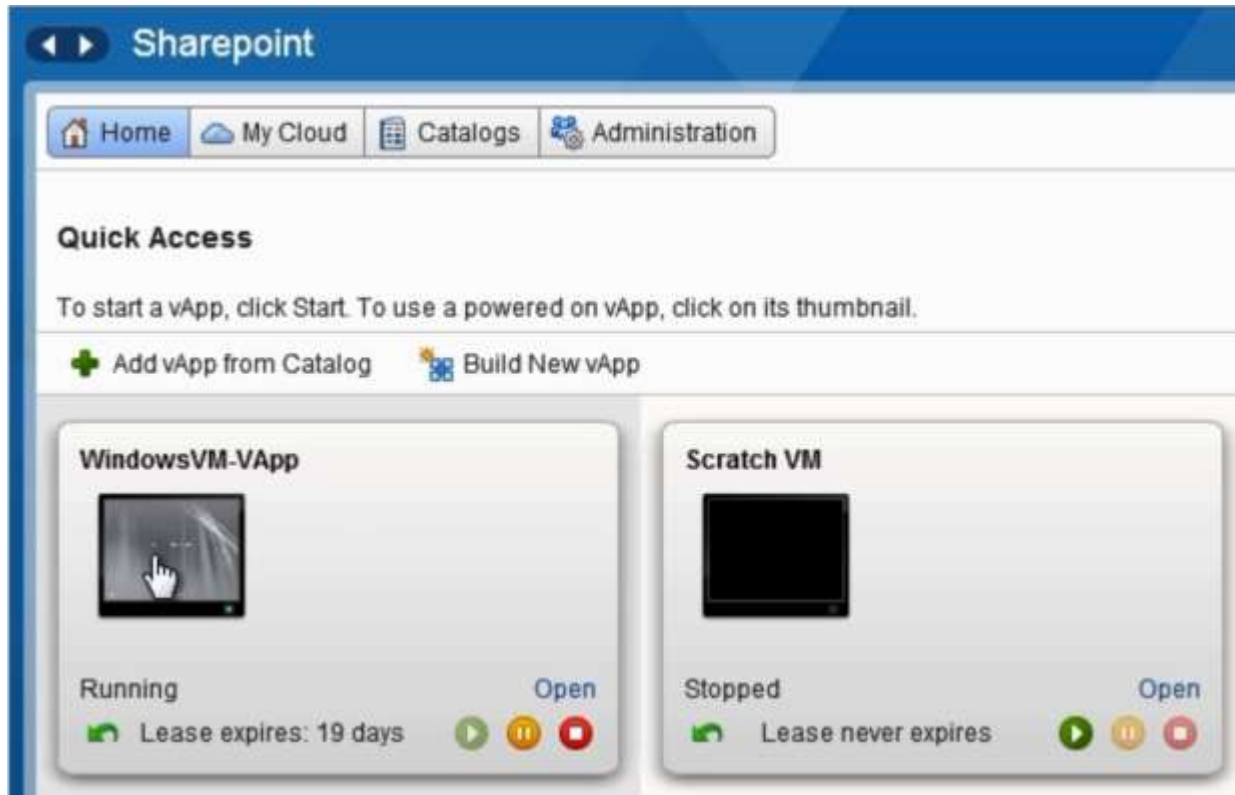 Sharepoint
Home My Cloud Catalogs Administration
Quick Access
To start a vApp, click Start. To use a powered on vApp, click on its thumbnail.
Add vApp from Catalog Build New vApp
WindowsVM-VApp
Running Open
Lease expires: 19 days
Scratch VM
Stopped Open
Lease never expires